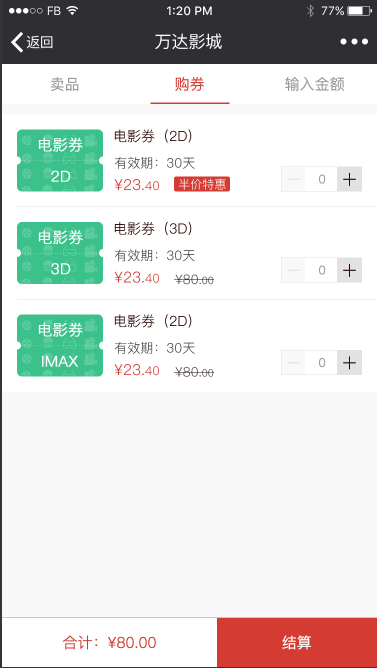 FB 1:20 PM 77%
返回 万达影城
卖品 购券 输入金额
电影券
2D
电影券（2D）
有效期：30天
¥23.40 半价特惠
0
电影券
3D
电影券（3D）
有效期：30天
¥23.40 ¥80.00
0
电影券
IMAX
电影券（2D）
有效期：30天
¥23.40 ¥80.00
0
合计：¥80.00 结算